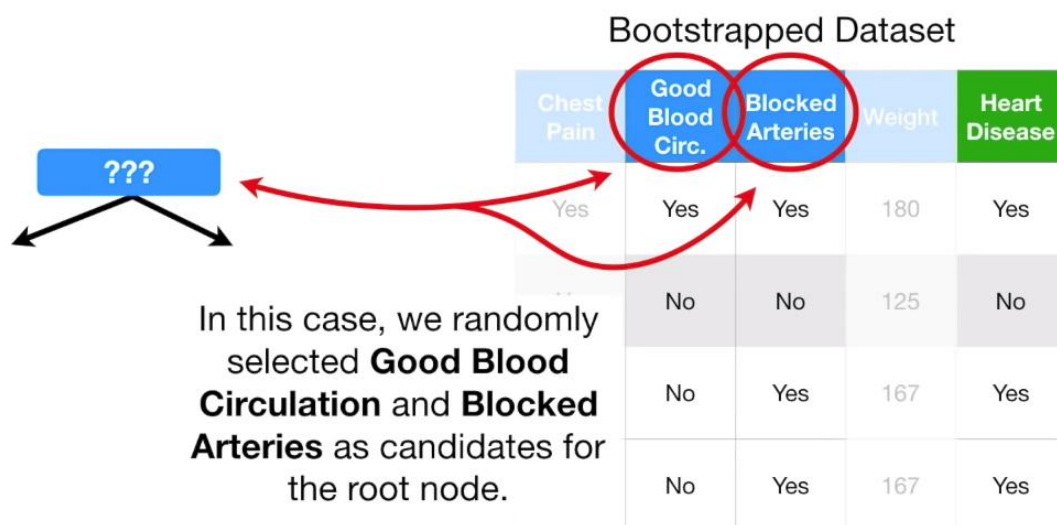 Bootstrapped Dataset
Chest Pain
Good Blood Circ.
Blocked Arteries
Weight
Heart Disease
???
Yes Yes Yes 180 Yes
No No 125 No
No Yes 167 Yes
No Yes 167 Yes
In this case, we randomly
selected Good Blood
Circulation and Blocked
Arteries as candidates for
the root node.